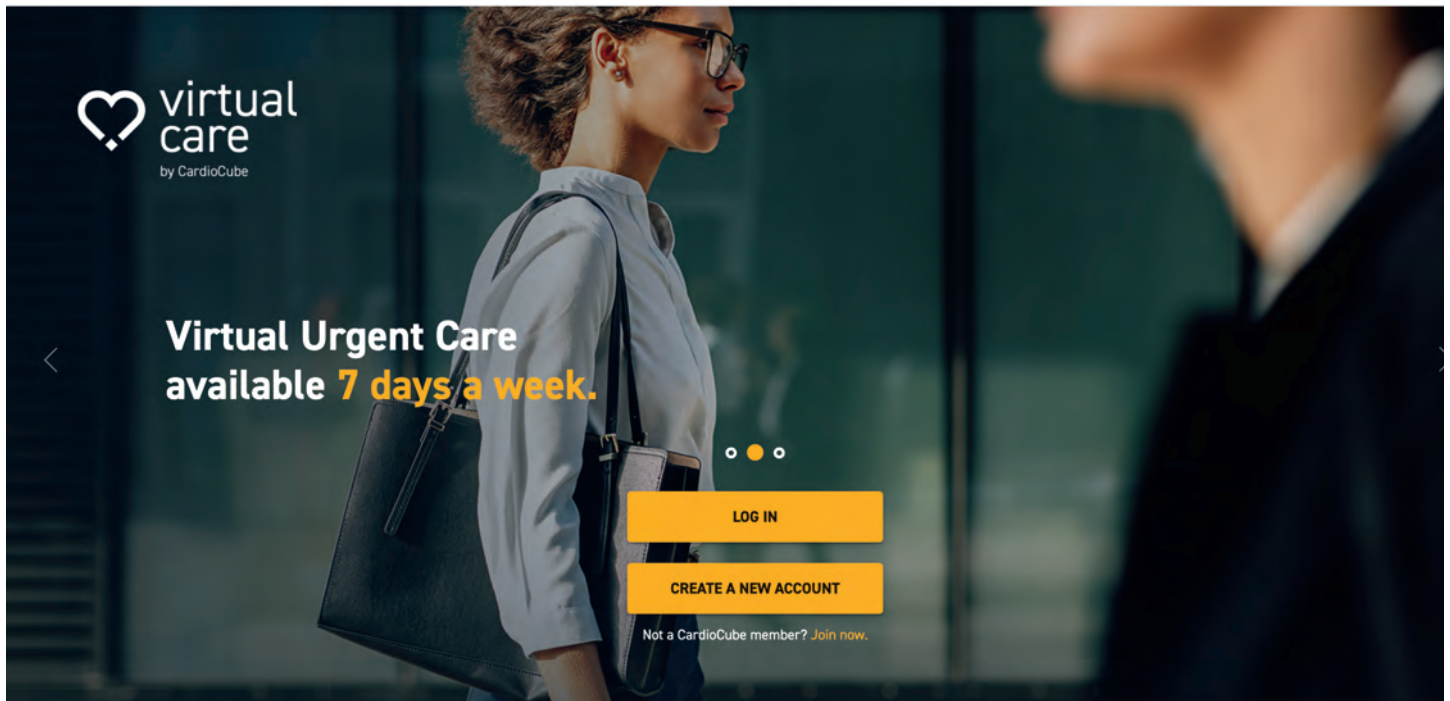 virtual
care
by CardioCube
Virtual Urgent Care
available 7 days a week.
LOG IN
CREATE A NEW ACCOUNT
Not a CardioCube member? Join now.